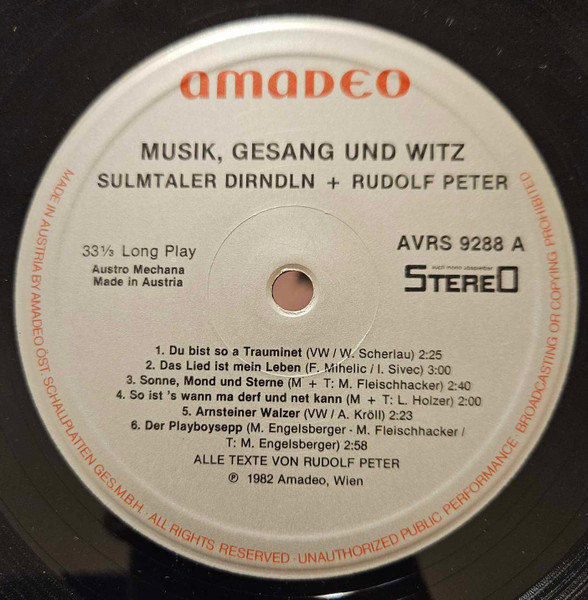 amaDEO
MUSIK, GESANG UND WITZ
SULMTALER DIRNDLN + RUDOLF PETER
33⅓ Long Play
Austro Mechana
Made in Austria
AVRS 9288 A
auch mono abspielbar
STEREO
1. Du bist so a Trauminet (VW / W. Scherlau) 2:25
2. Das Lied ist mein Leben (F. Mihelic / I. Sivec) 3:00
3. Sonne, Mond und Sterne (M + T: M. Fleischhacker) 2:40
4. So ist 's wann ma derf und net kann (M + T: L. Holzer) 2:00
5. Arnsteiner Walzer (VW / A. Kröll) 2:23
6. Der Playboysepp (M. Engelsberger - M. Fleischhacker /
T: M. Engelsberger) 2:58
ALLE TEXTE VON RUDOLF PETER
℗ 1982 Amadeo, Wien
MADE IN AUSTRIA BY AMADEO ÖST. SCHALLPLATTEN GES.M.B.H. · ALL RIGHTS RESERVED · UNAUTHORIZED PUBLIC PERFORMANCE · BROADCASTING OR COPYING PROHIBITED